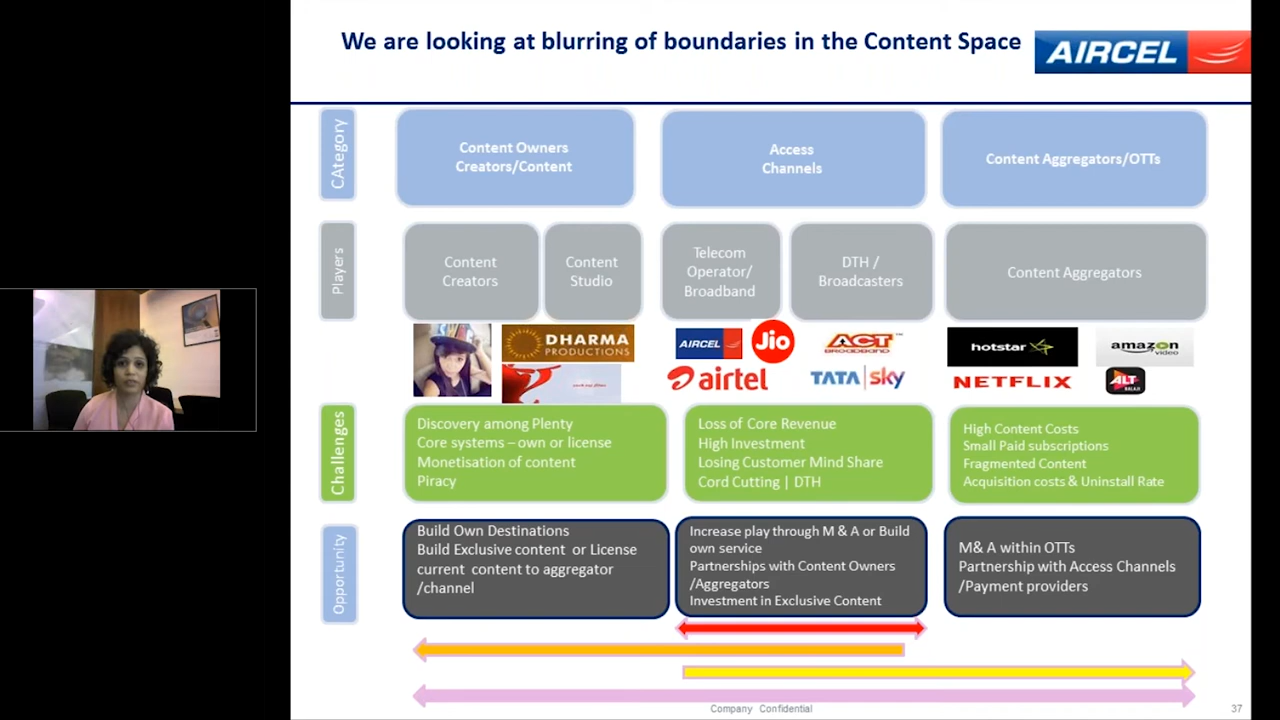 We are looking at blurring of boundaries in the Content Space
AIRCEL
CAtegory
Content Owners
Creators/Content
Access
Channels
Content Aggregators/OTTs
Players
Content
Creators
Content
Studio
Telecom
Operator/
Broadband
DTH /
Broadcasters
Content Aggregators
DHARMA
PRODUCTIONS
AIRCEL
Jio
airtel
ACT
BROADBAND
TATA sky
hotstar
amazon
video
NETFLIX
ALT
BALAJI
Challenges
Discovery among Plenty
Core systems – own or license
Monetisation of content
Piracy
Loss of Core Revenue
High Investment
Losing Customer Mind Share
Cord Cutting | DTH
High Content Costs
Small Paid subscriptions
Fragmented Content
Acquisition costs & Uninstall Rate
Opportunity
Build Own Destinations
Build Exclusive content or License
current content to aggregator
/channel
Increase play through M & A or Build
own service
Partnerships with Content Owners
/Aggregators
Investment in Exclusive Content
M& A within OTTs
Partnership with Access Channels
/Payment providers
Company Confidential
37